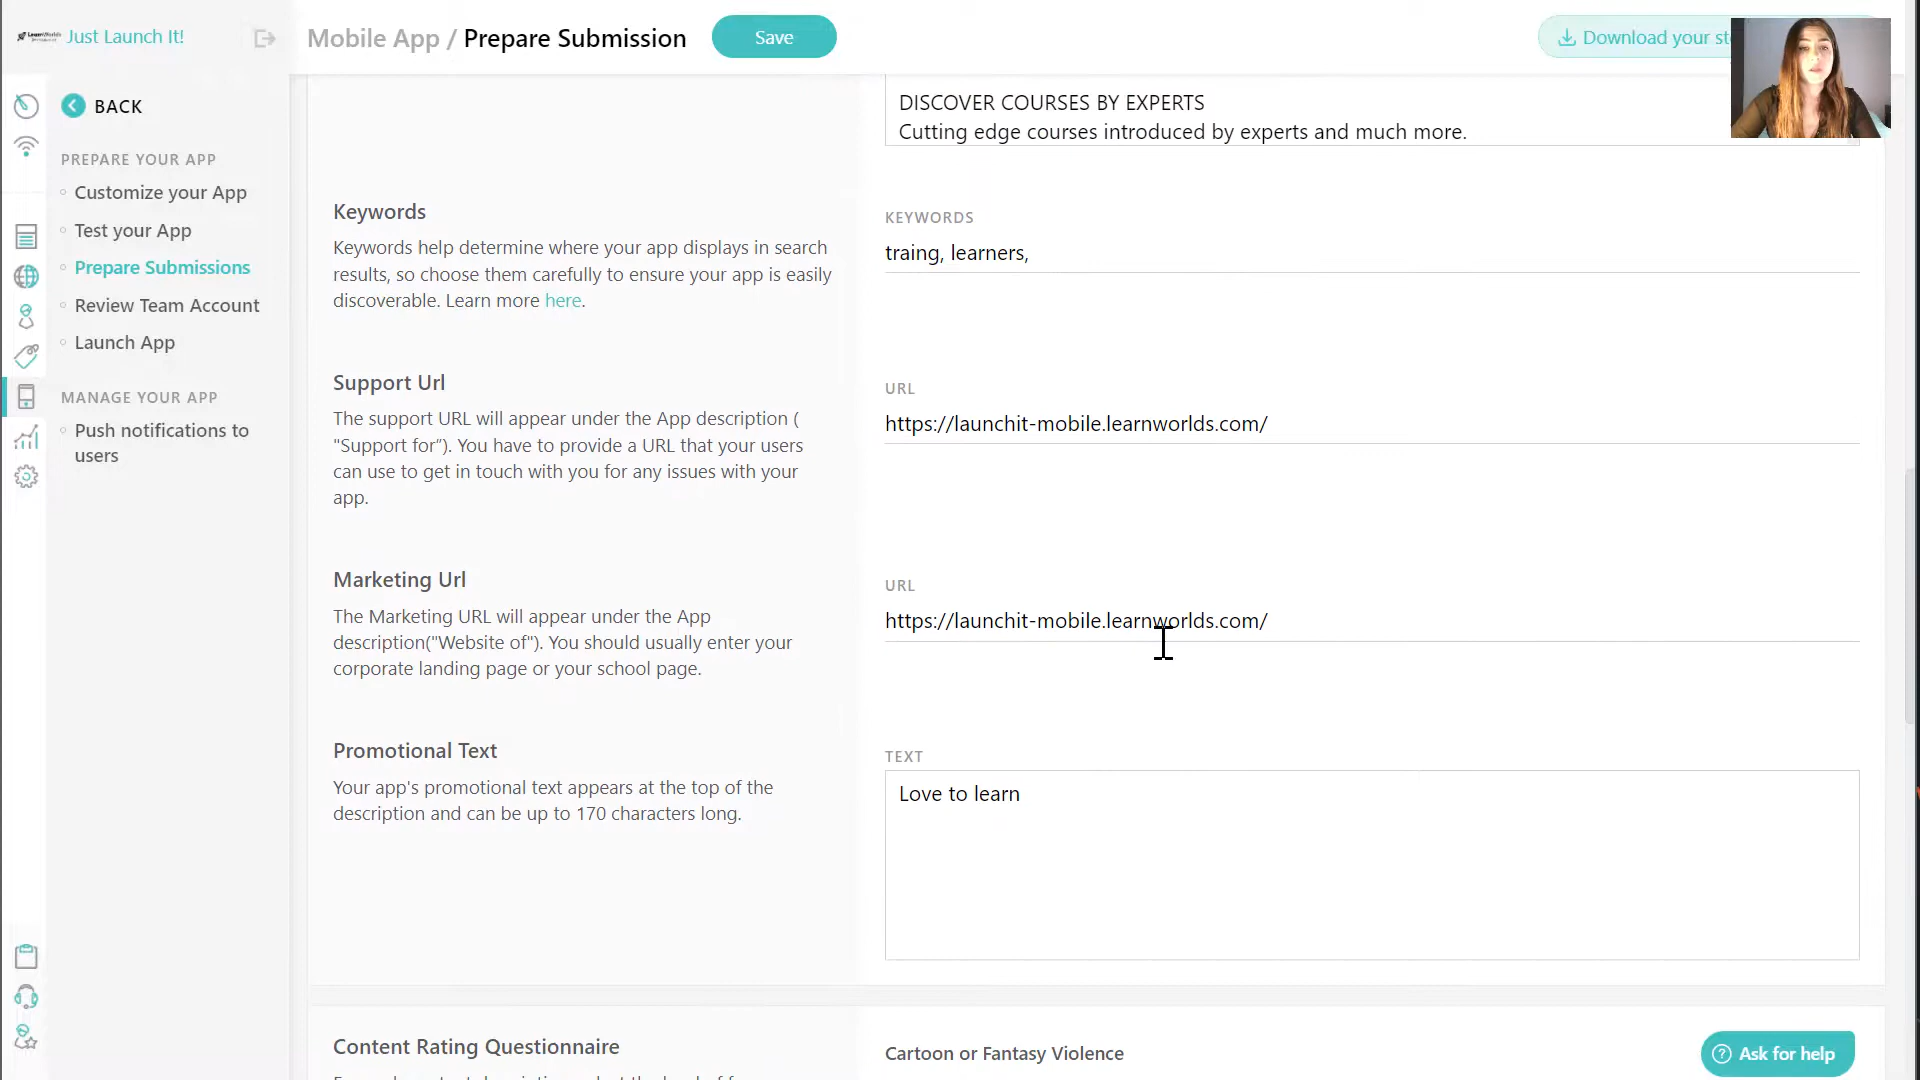 Just Launch It!
Mobile App / Prepare Submission
Save
Download your st
BACK
PREPARE YOUR APP
Customize your App
Test your App
Prepare Submissions
Review Team Account
Launch App
MANAGE YOUR APP
Push notifications to
users
DISCOVER COURSES BY EXPERTS
Cutting edge courses introduced by experts and much more.
Keywords
Keywords help determine where your app displays in search
results, so choose them carefully to ensure your app is easily
discoverable. Learn more here.
KEYWORDS
traing, learners,
Support Url
The support URL will appear under the App description (
"Support for"). You have to provide a URL that your users
can use to get in touch with you for any issues with your
app.
URL
https://launchit-mobile.learnworlds.com/
Marketing Url
The Marketing URL will appear under the App
description("Website of"). You should usually enter your
corporate landing page or your school page.
URL
https://launchit-mobile.learnworlds.com/
Promotional Text
Your app's promotional text appears at the top of the
description and can be up to 170 characters long.
TEXT
Love to learn
Content Rating Questionnaire
Cartoon or Fantasy Violence
Ask for help